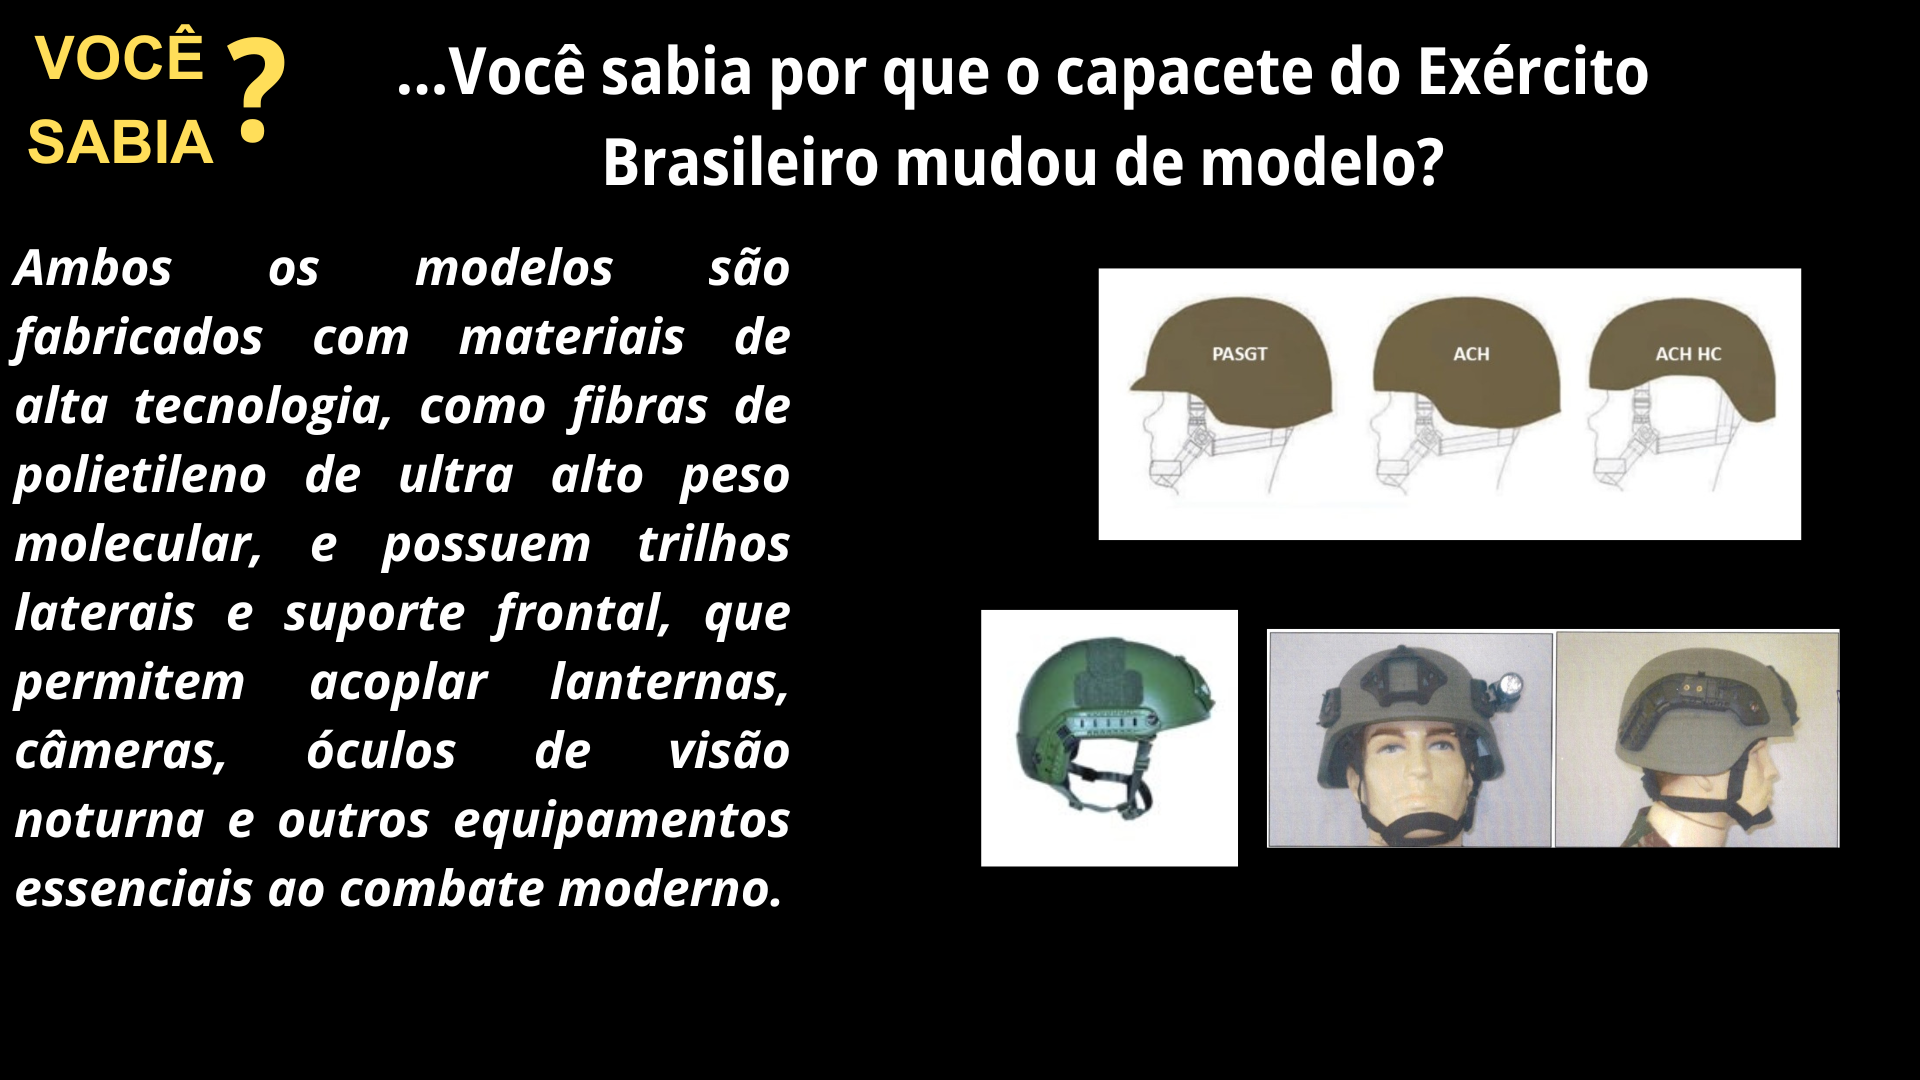 VOCÊ
SABIA
?
...Você sabia por que o capacete do Exército
Brasileiro mudou de modelo?
Ambos os modelos são
fabricados com materiais de
alta tecnologia, como fibras de
polietileno de ultra alto peso
molecular, e possuem trilhos
laterais e suporte frontal, que
permitem acoplar lanternas,
câmeras, óculos de visão
noturna e outros equipamentos
essenciais ao combate moderno.
PASGT
ACH
ACH HC